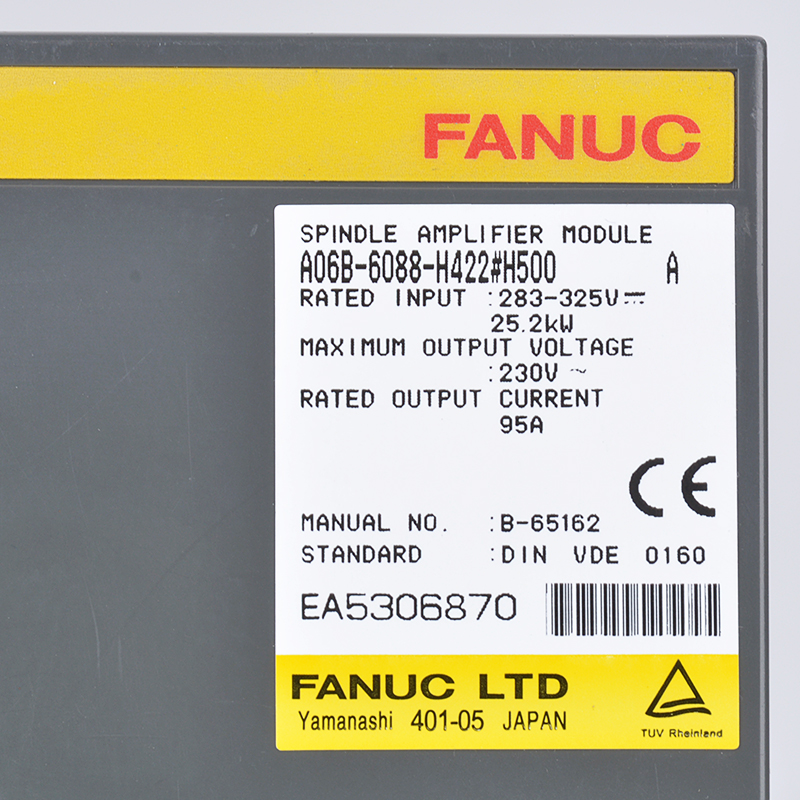 FANUC
SPINDLE AMPLIFIER MODULE
A06B-6088-H422#H500 A
RATED INPUT :283-325V⎓
25.2kW
MAXIMUM OUTPUT VOLTAGE
:230V ~
RATED OUTPUT CURRENT
95A
CE
MANUAL NO. :B-65162
STANDARD :DIN VDE 0160
EA5306870
FANUC LTD
Yamanashi 401-05 JAPAN
TUV Rheinland